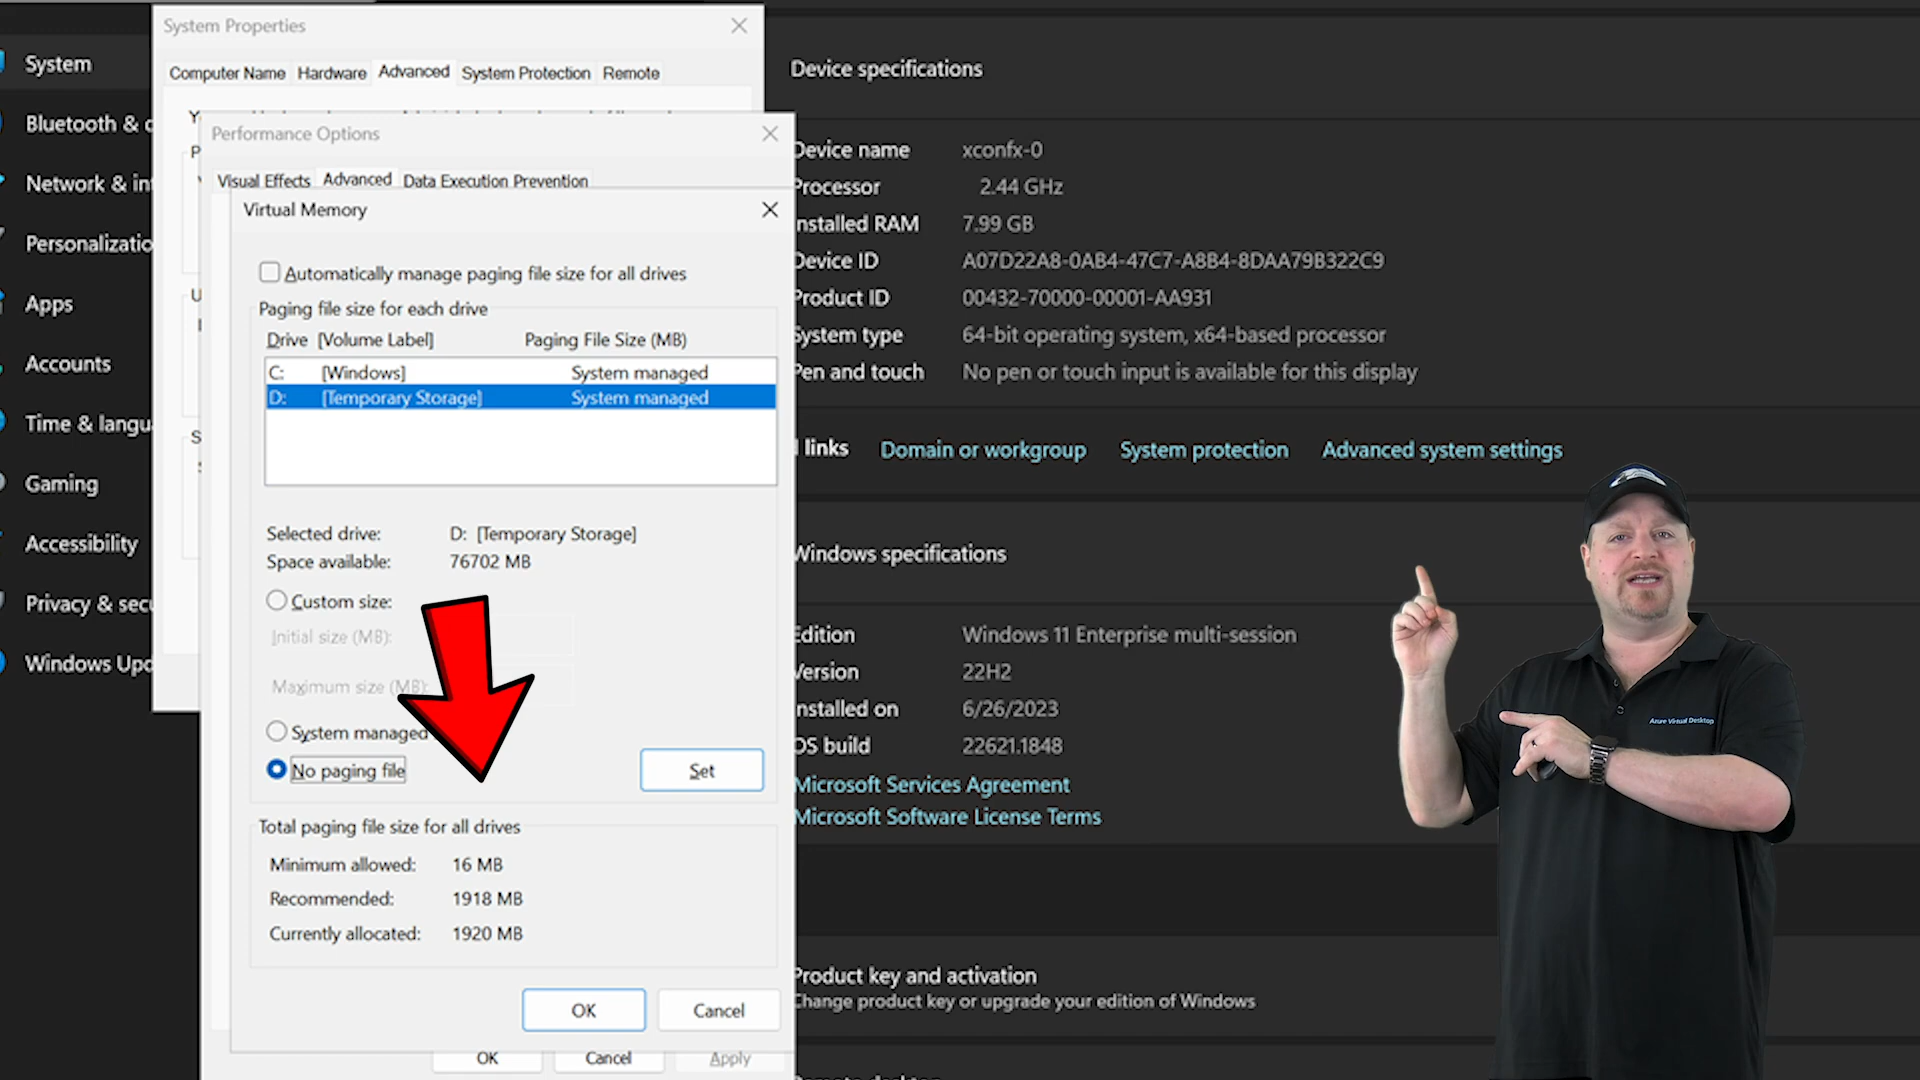 System Properties
Computer Name Hardware Advanced System Protection Remote
Performance Options
Visual Effects Advanced Data Execution Prevention
Virtual Memory
Automatically manage paging file size for all drives
Paging file size for each drive
Drive [Volume Label] Paging File Size (MB)
C: [Windows] System managed
D: [Temporary Storage] System managed
Selected drive: D: [Temporary Storage]
Space available: 76702 MB
Custom size:
Initial size (MB):
Maximum size (MB):
System managed
No paging file
Set
Total paging file size for all drives
Minimum allowed: 16 MB
Recommended: 1918 MB
Currently allocated: 1920 MB
OK Cancel
OK Cancel Apply
System
Bluetooth & d
Network & int
Personalizatio
Apps
Accounts
Time & langu
Gaming
Accessibility
Privacy & secu
Windows Upd
Device specifications
Device name xconfx-0
Processor 2.44 GHz
nstalled RAM 7.99 GB
Device ID A07D22A8-0AB4-47C7-A8B4-8DAA79B322C9
Product ID 00432-70000-00001-AA931
System type 64-bit operating system, x64-based processor
Pen and touch No pen or touch input is available for this display
links Domain or workgroup System protection Advanced system settings
Windows specifications
Edition Windows 11 Enterprise multi-session
Version 22H2
nstalled on 6/26/2023
OS build 22621.1848
Microsoft Services Agreement
Microsoft Software License Terms
Product key and activation
Change product key or upgrade your edition of Windows
Azure Virtual Desktop